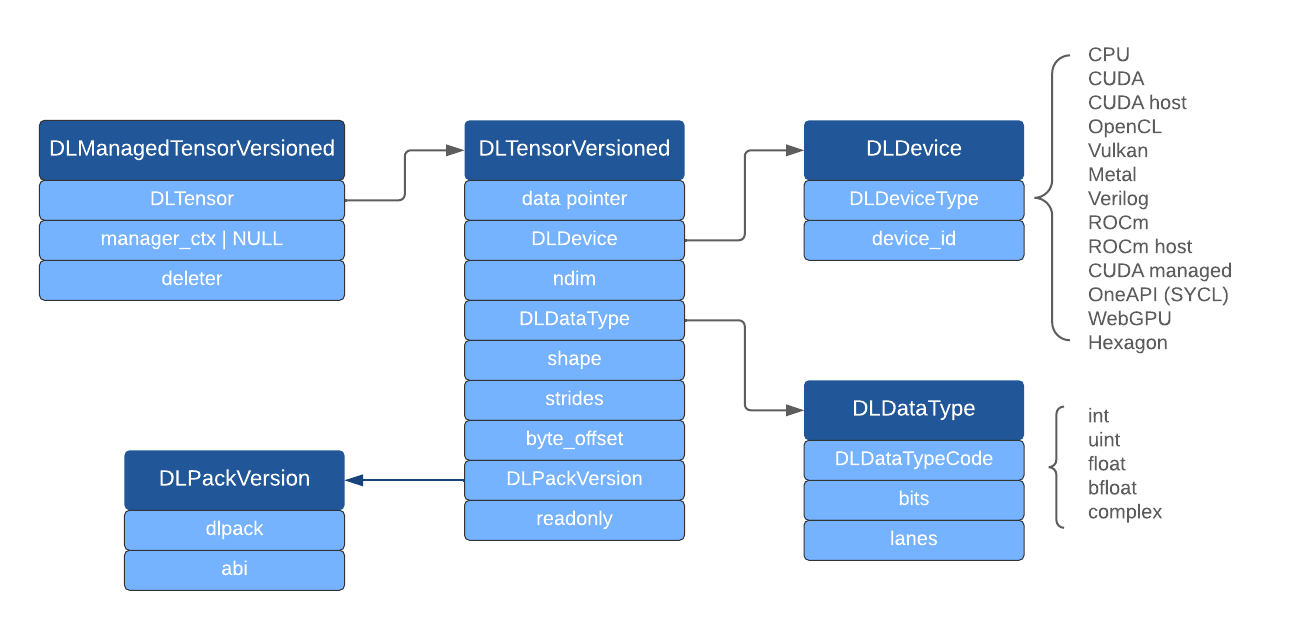 DLManagedTensorVersioned
DLTensor
manager_ctx | NULL
deleter
DLPackVersion
dlpack
abi
DLTensorVersioned
data pointer
DLDevice
ndim
DLDataType
shape
strides
byte_offset
DLPackVersion
readonly
DLDevice
DLDeviceType
device_id
CPU
CUDA
CUDA host
OpenCL
Vulkan
Metal
Verilog
ROCm
ROCm host
CUDA managed
OneAPI (SYCL)
WebGPU
Hexagon
DLDataType
DLDataTypeCode
bits
lanes
int
uint
float
bfloat
complex